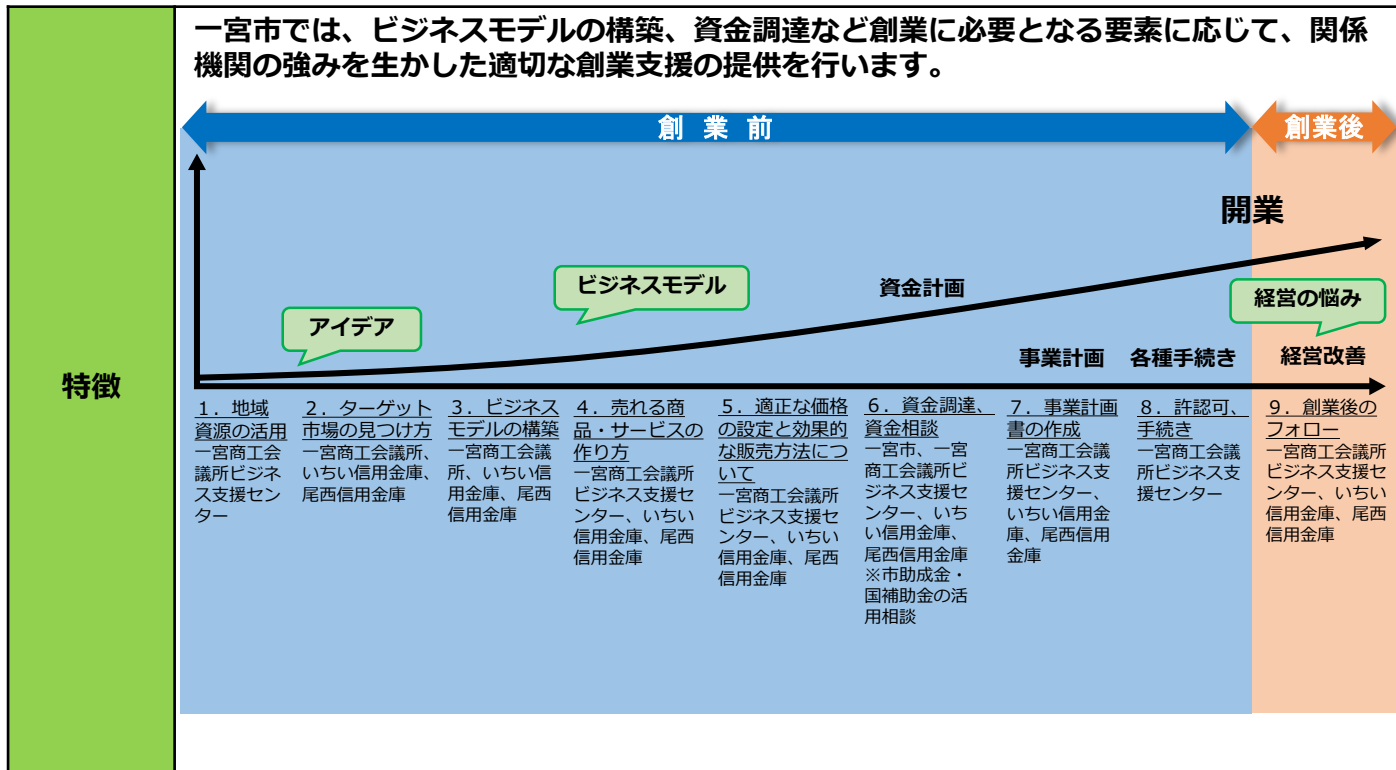 特徴
一宮市では、ビジネスモデルの構築、資金調達など創業に必要となる要素に応じて、関係
機関の強みを生かした適切な創業支援の提供を行います。
創 業 前
創業後
開業
アイデア
ビジネスモデル
資金計画
経営の悩み
事業計画
各種手続き
経営改善
1．地域
資源の活用
一宮商工会
議所ビジネ
ス支援セン
ター
2．ターゲット
市場の見つけ方
一宮商工会議所、
いちい信用金庫、
尾西信用金庫
3．ビジネス
モデルの構築
一宮商工会議
所、いちい信
用金庫、尾西
信用金庫
4．売れる商
品・サービスの
作り方
一宮商工会議所
ビジネス支援セ
ンター、いちい
信用金庫、尾西
信用金庫
5．適正な価格
の設定と効果的
な販売方法につ
いて
一宮商工会議所
ビジネス支援セ
ンター、いちい
信用金庫、尾西
信用金庫
6．資金調達、
資金相談
一宮市、一宮
商工会議所ビ
ジネス支援セ
ンター、いち
い信用金庫、
尾西信用金庫
※市助成金・
国補助金の活
用相談
7．事業計画
書の作成
一宮商工会議
所ビジネス支
援センター、
いちい信用金
庫、尾西信用
金庫
8．許認可、
手続き
一宮商工会議
所ビジネス支
援センター
9．創業後の
フォロー
一宮商工会議所
ビジネス支援セ
ンター、いちい
信用金庫、尾西
信用金庫